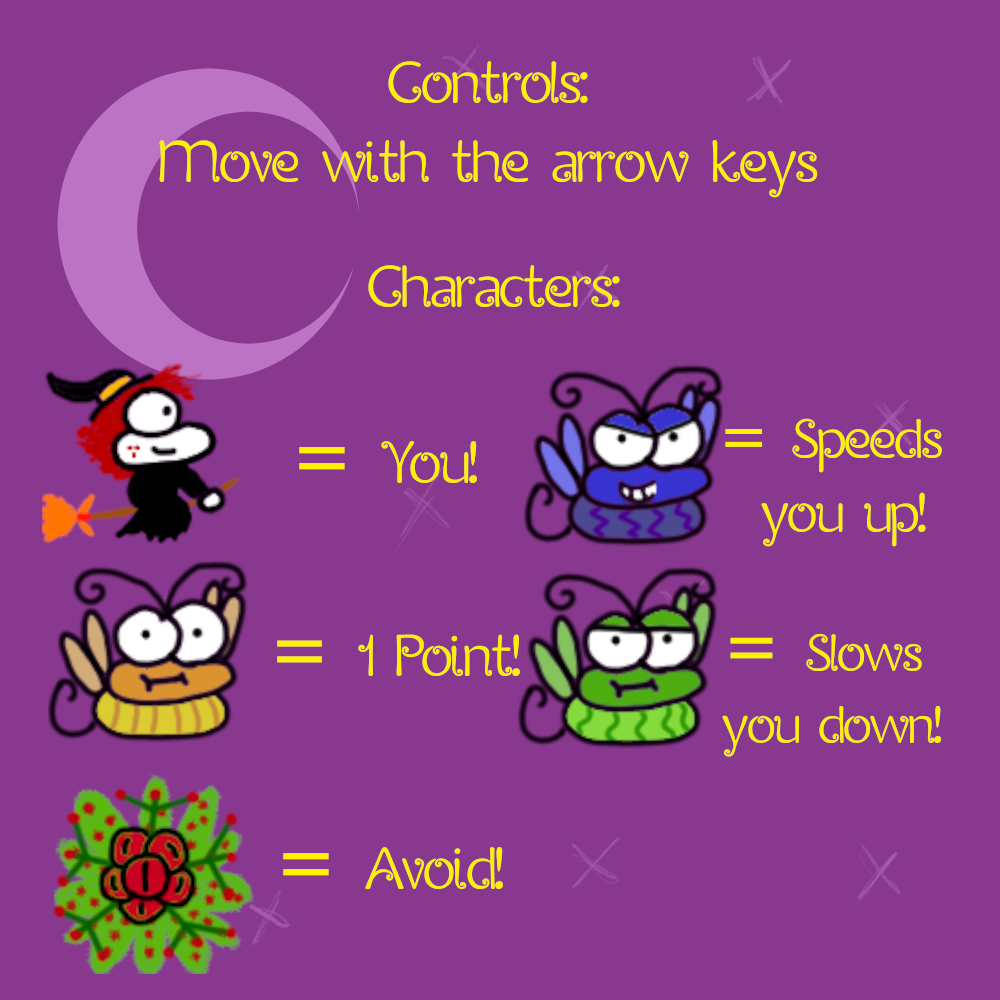 Controls:
Move with the arrow keys
Characters:
= You!
= Speeds
you up!
= 1 Point!
= Slows
you down!
= Avoid!